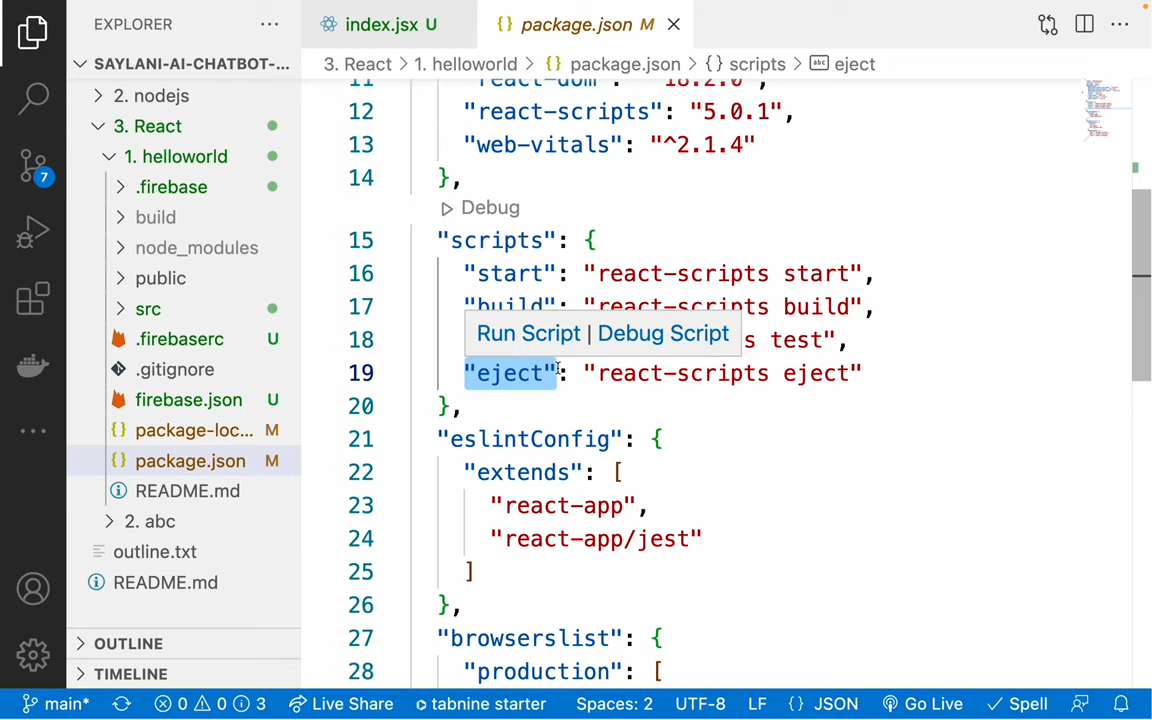 EXPLORER
SAYLANI-AI-CHATBOT-...
2. nodejs
3. React
1. helloworld
.firebase
build
node_modules
public
src
.firebaserc U
.gitignore
firebase.json U
package-loc... M
package.json M
README.md
2. abc
outline.txt
README.md
OUTLINE
TIMELINE
7
index.jsx U
{} package.json M
3. React > 1. helloworld > {} package.json > {} scripts > abc eject
12 "react-scripts": "5.0.1",
13 "web-vitals": "^2.1.4"
14 },
Debug
15 "scripts": {
16 "start": "react-scripts start",
17 "build": "react-scripts build",
Run Script | Debug Script
18 s test",
19 "eject": "react-scripts eject"
20 },
21 "eslintConfig": {
22 "extends": [
23 "react-app",
24 "react-app/jest"
25 ]
26 },
27 "browserslist": {
28 "production": [
main* 0 0 3 Live Share tabnine starter Spaces: 2 UTF-8 LF {} JSON Go Live Spell